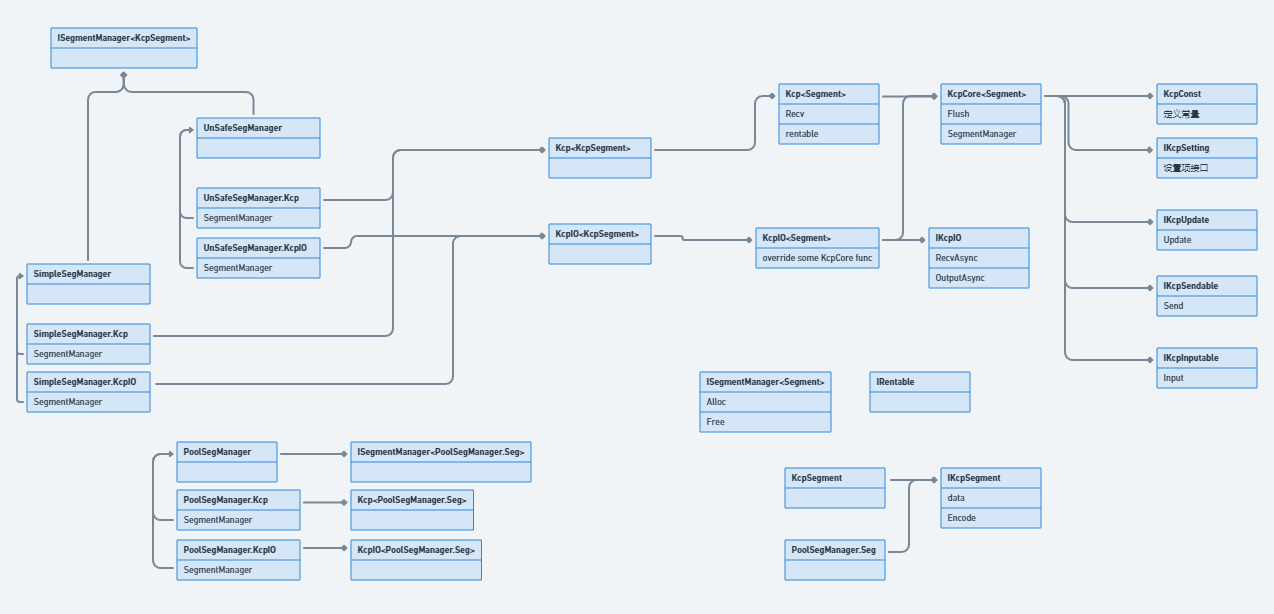 ISegmentManager<KcpSegment>
UnSafeSegManager
UnSafeSegManager.Kcp
SegmentManager
UnSafeSegManager.KcpIO
SegmentManager
SimpleSegManager
SimpleSegManager.Kcp
SegmentManager
SimpleSegManager.KcpIO
SegmentManager
Kcp<KcpSegment>
KcpIO<KcpSegment>
Kcp<Segment>
Recv
rentable
KcpIO<Segment>
override some KcpCore func
KcpCore<Segment>
Flush
SegmentManager
IKcpIO
RecvAsync
OutputAsync
KcpConst
定义常量
IKcpSetting
设置项接口
IKcpUpdate
Update
IKcpSendable
Send
IKcpInputable
Input
ISegmentManager<Segment>
Alloc
Free
IRentable
PoolSegManager
ISegmentManager<PoolSegManager.Seg>
PoolSegManager.Kcp
SegmentManager
Kcp<PoolSegManager.Seg>
PoolSegManager.KcpIO
SegmentManager
KcpIO<PoolSegManager.Seg>
KcpSegment
PoolSegManager.Seg
IKcpSegment
data
Encode